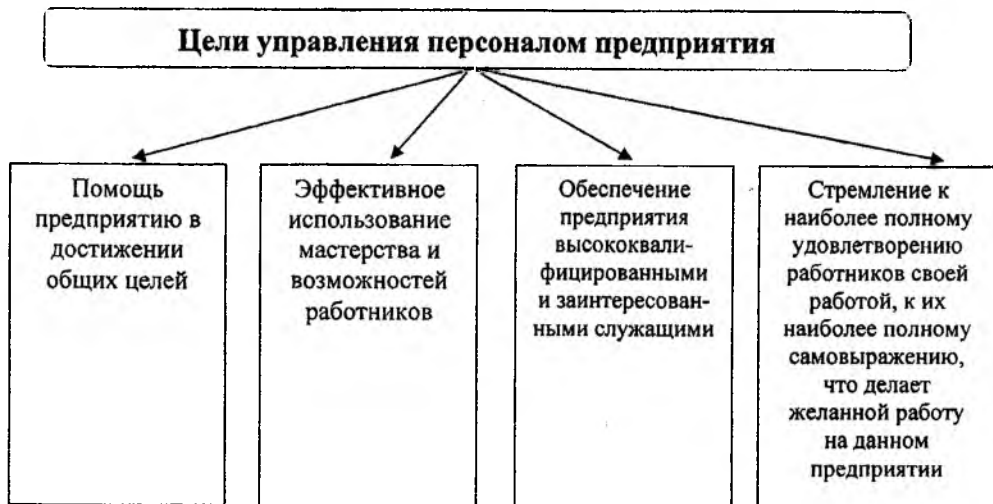 Цели управления персоналом предприятия
Помощь
предприятию в
достижении
общих целей
Эффективное
использование
мастерства и
возможностей
работников
Обеспечение
предприятия
высококвали-
фицированными
и заинтересован-
ными служащими
Стремление к
наиболее полному
удовлетворению
работников своей
работой, к их
наиболее полному
самовыражению,
что делает
желанной работу
на данном
предприятии